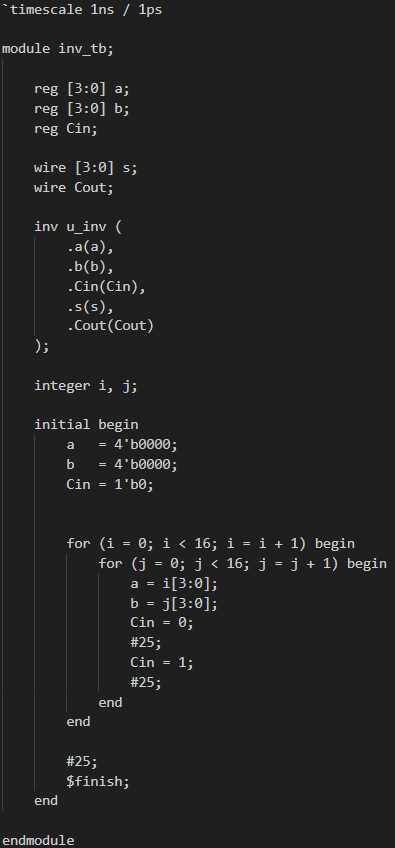 `timescale 1ns / 1ps
module inv_tb;
reg [3:0] a;
reg [3:0] b;
reg Cin;
wire [3:0] s;
wire Cout;
inv u_inv (
.a(a),
.b(b),
.Cin(Cin),
.s(s),
.Cout(Cout)
);
integer i, j;
initial begin
a   = 4'b0000;
b   = 4'b0000;
Cin = 1'b0;
for (i = 0; i < 16; i = i + 1) begin
for (j = 0; j < 16; j = j + 1) begin
a = i[3:0];
b = j[3:0];
Cin = 0;
#25;
Cin = 1;
#25;
end
end
#25;
$finish;
end
endmodule